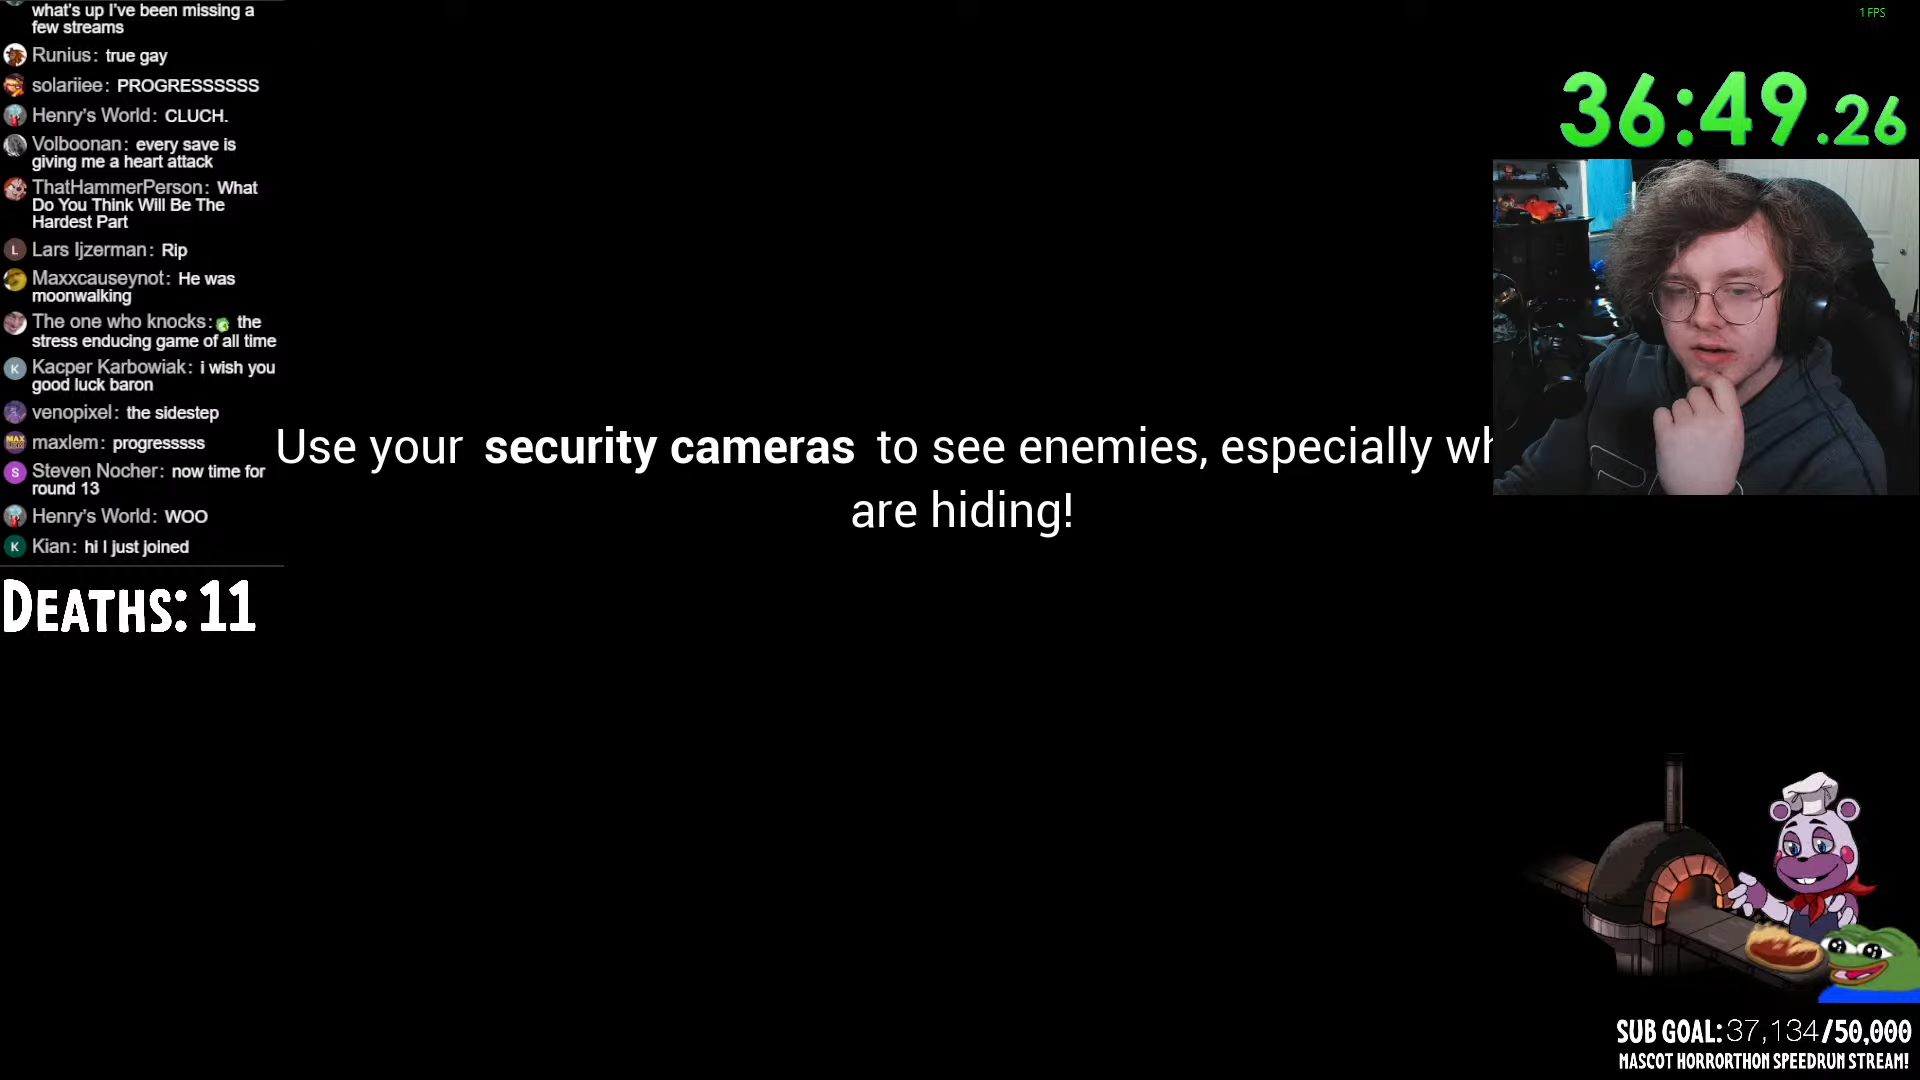 what's up I've been missing a
few streams
Runius: true gay
solariiee: PROGRESSSSSS
Henry's World: CLUCH.
Volboonan: every save is
giving me a heart attack
ThatHammerPerson: What
Do You Think Will Be The
Hardest Part
L Lars Ijzerman: Rip
Maxxcauseynot: He was
moonwalking
The one who knocks: the
stress enducing game of all time
K Kacper Karbowiak: i wish you
good luck baron
venopixel: the sidestep
MAX maxlem: progresssss
S Steven Nocher: now time for
round 13
Henry's World: WOO
K Kian: hi I just joined
DEATHS: 11
Use your security cameras to see enemies, especially wh
are hiding!
1 FPS
36:49.26
SUB GOAL: 37,134/50,000
MASCOT HORRORTHON SPEEDRUN STREAM!